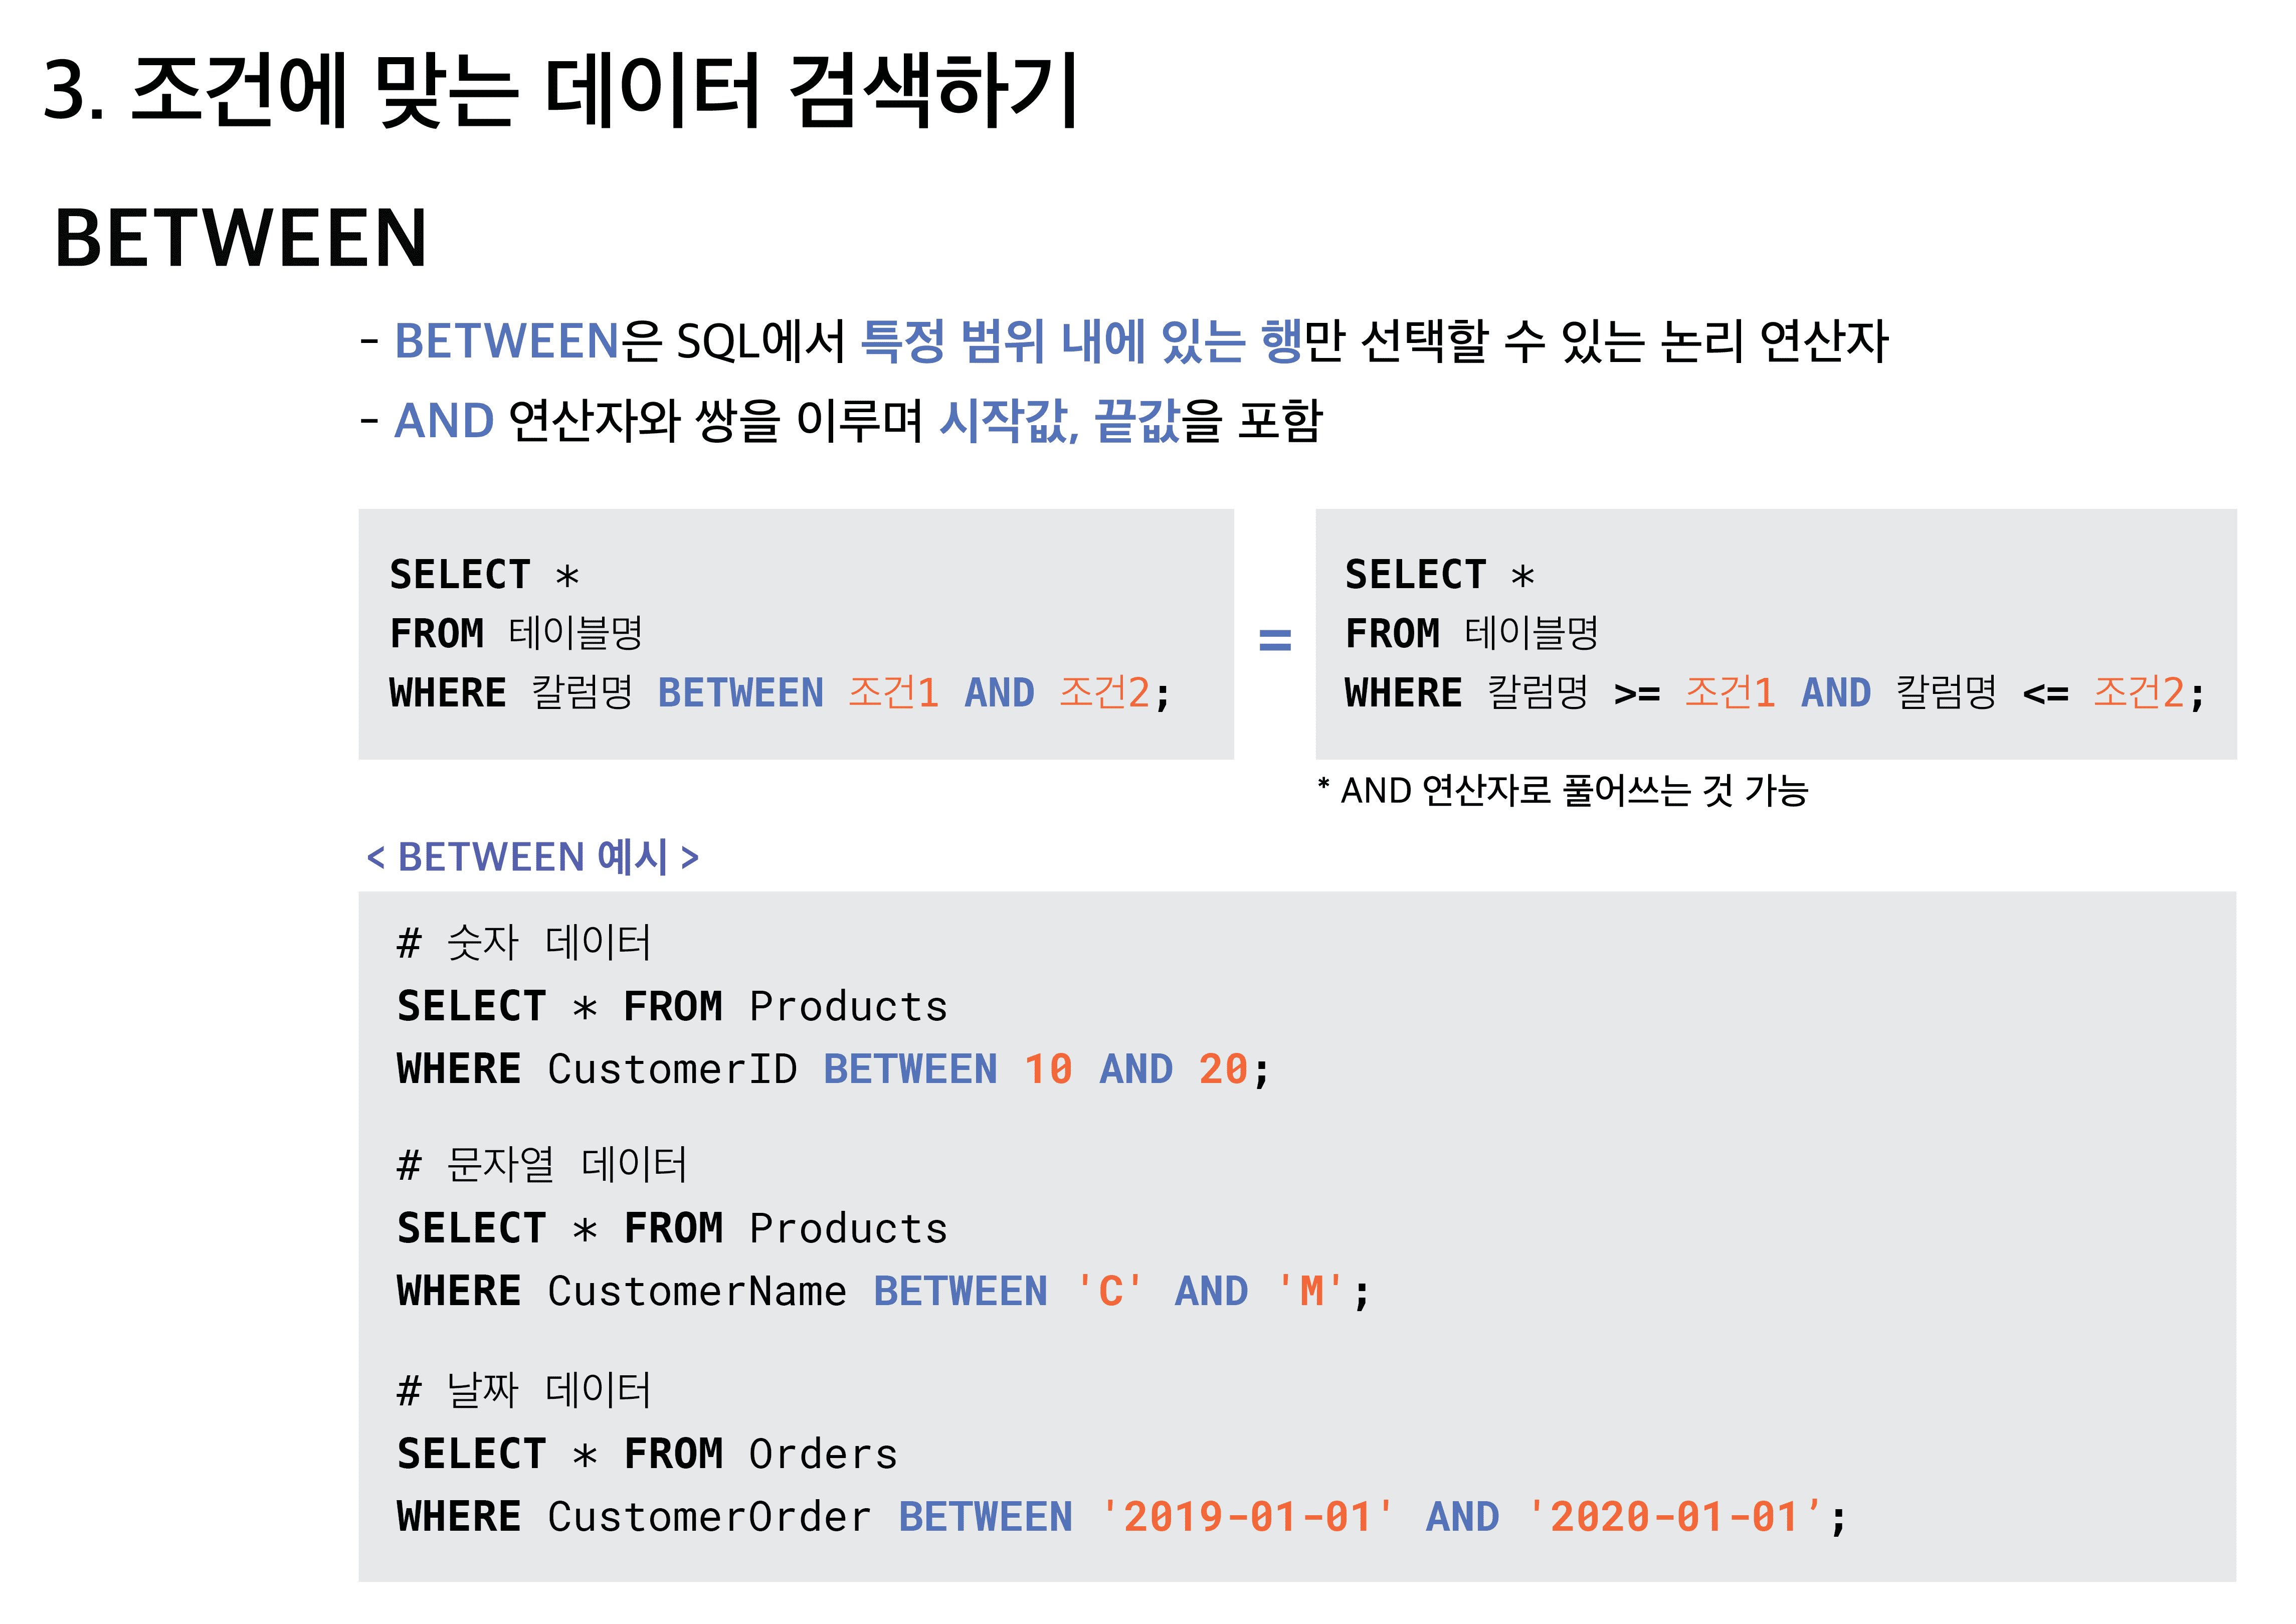 3. 조건에 맞는 데이터 검색하기
BETWEEN
- BETWEEN은 SQL에서 특정 범위 내에 있는 행만 선택할 수 있는 논리 연산자
- AND 연산자와 쌍을 이루며 시작값, 끝값을 포함
SELECT *
FROM 테이블명
WHERE 칼럼명 BETWEEN 조건1 AND 조건2;
=
SELECT *
FROM 테이블명
WHERE 칼럼명 >= 조건1 AND 칼럼명 <= 조건2;
* AND 연산자로 풀어쓰는 것 가능
< BETWEEN 예시 >
# 숫자 데이터
SELECT * FROM Products
WHERE CustomerID BETWEEN 10 AND 20;
# 문자열 데이터
SELECT * FROM Products
WHERE CustomerName BETWEEN 'C' AND 'M';
# 날짜 데이터
SELECT * FROM Orders
WHERE CustomerOrder BETWEEN '2019-01-01' AND '2020-01-01’;